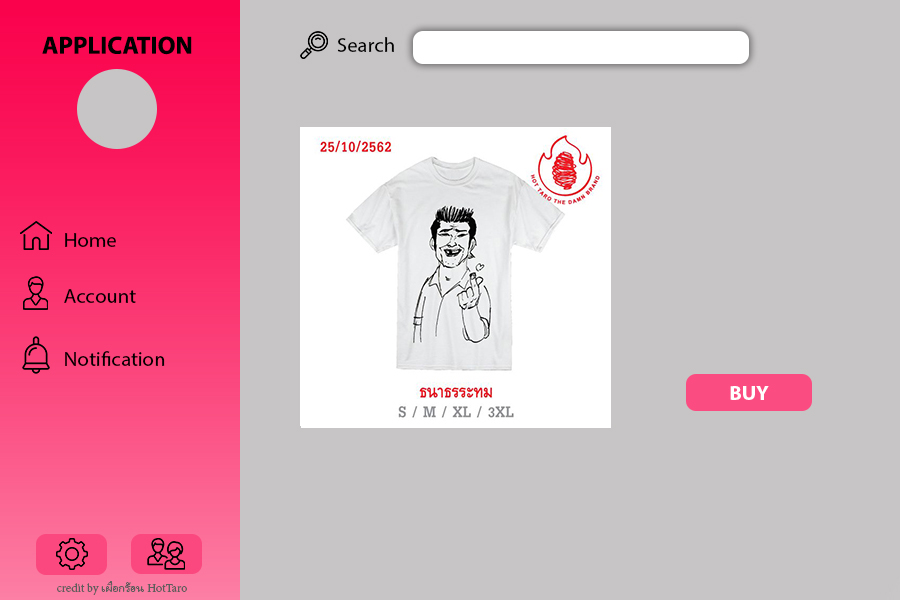 APPLICATION
Search
25/10/2562
HOT TARO THE DAMN BRAND
Home
Account
Notification
ธนาธรระทม
S / M / XL / 3XL
BUY
credit by เผือกร้อน HotTaro